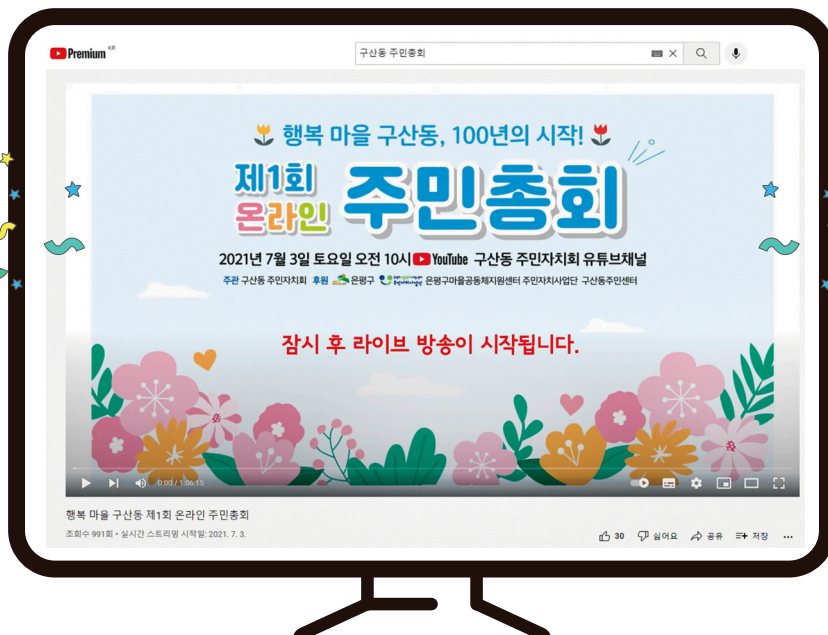 Premium KR
구산동 주민총회
행복 마을 구산동, 100년의 시작!
제1회
온라인
주민총회
2021년 7월 3일 토요일 오전 10시 YouTube 구산동 주민자치회 유튜브채널
주관 구산동 주민자치회 후원 은평구 은평구마을공동체지원센터 주민자치사업단 구산동주민센터
잠시 후 라이브 방송이 시작됩니다.
0:00 / 1:06:15
행복 마을 구산동 제1회 온라인 주민총회
조회수 991회 • 실시간 스트리밍 시작일: 2021. 7. 3.
30 싫어요 공유 저장 ...